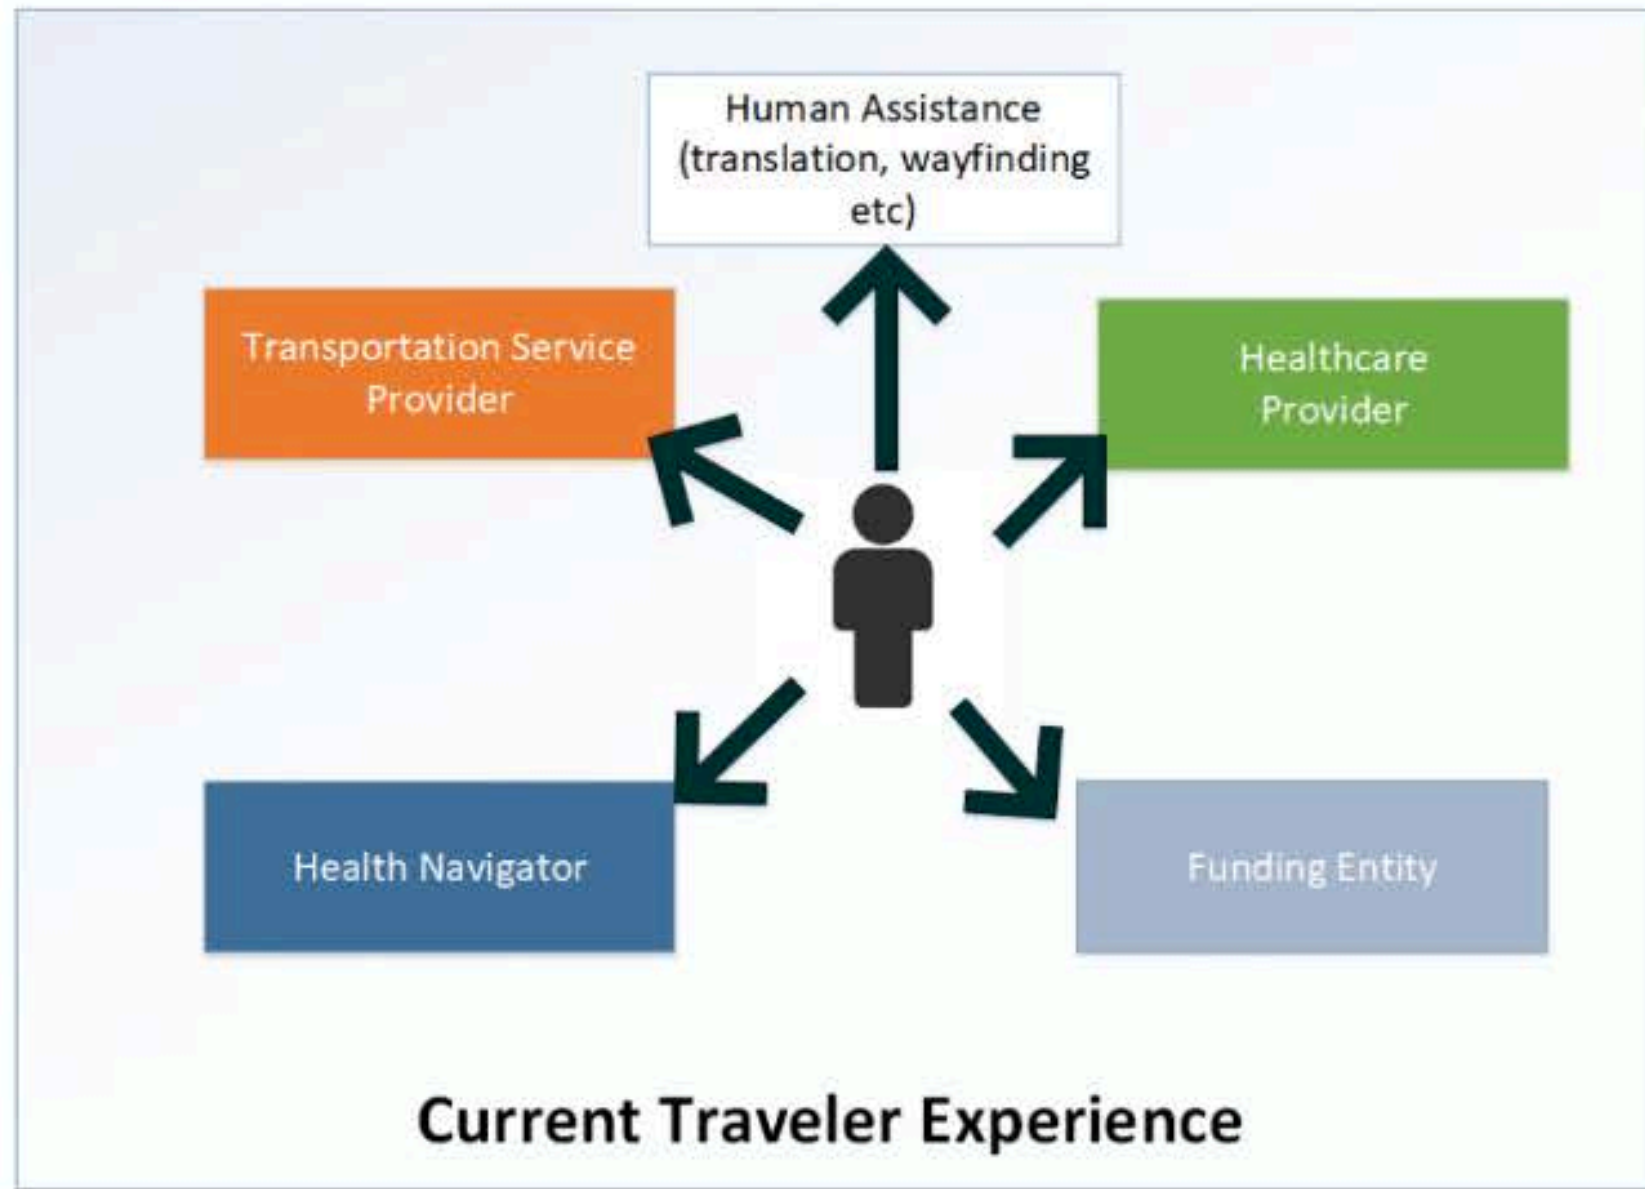 Human Assistance
(translation, wayfinding
etc)
Transportation Service
Provider
Healthcare
Provider
Health Navigator
Funding Entity
Current Traveler Experience